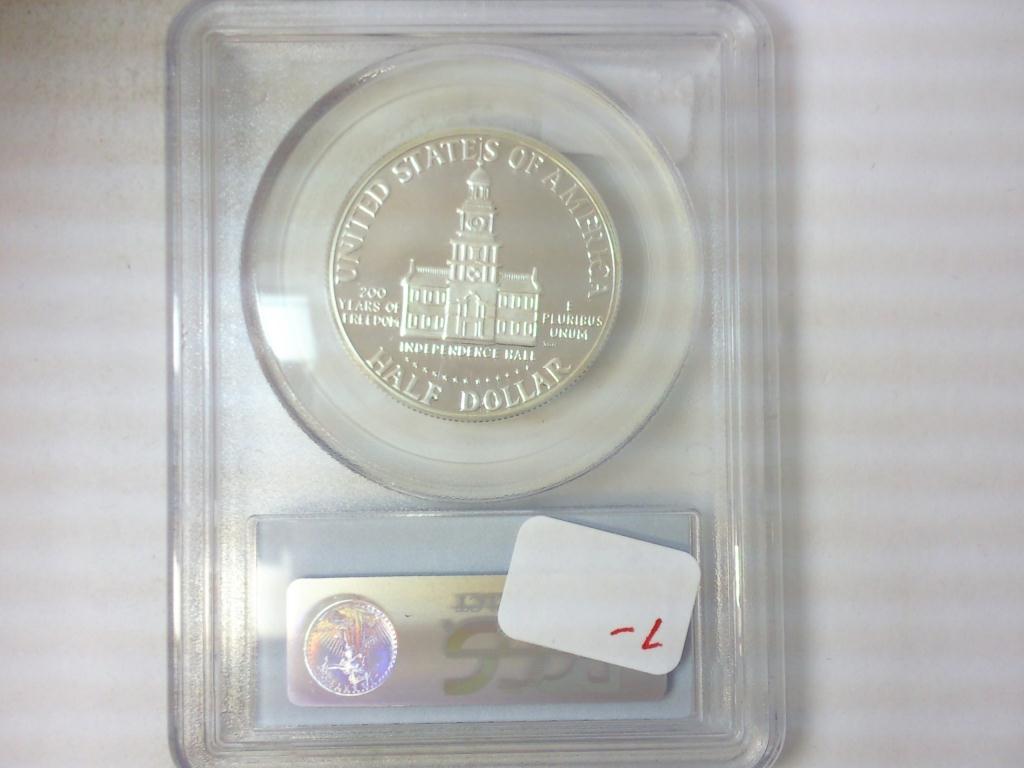 UNITED STATES OF AMERICA
200
YEARS OF
FREEDOM
E
PLURIBUS
UNUM
INDEPENDENCE HALL
HALF DOLLAR
7-